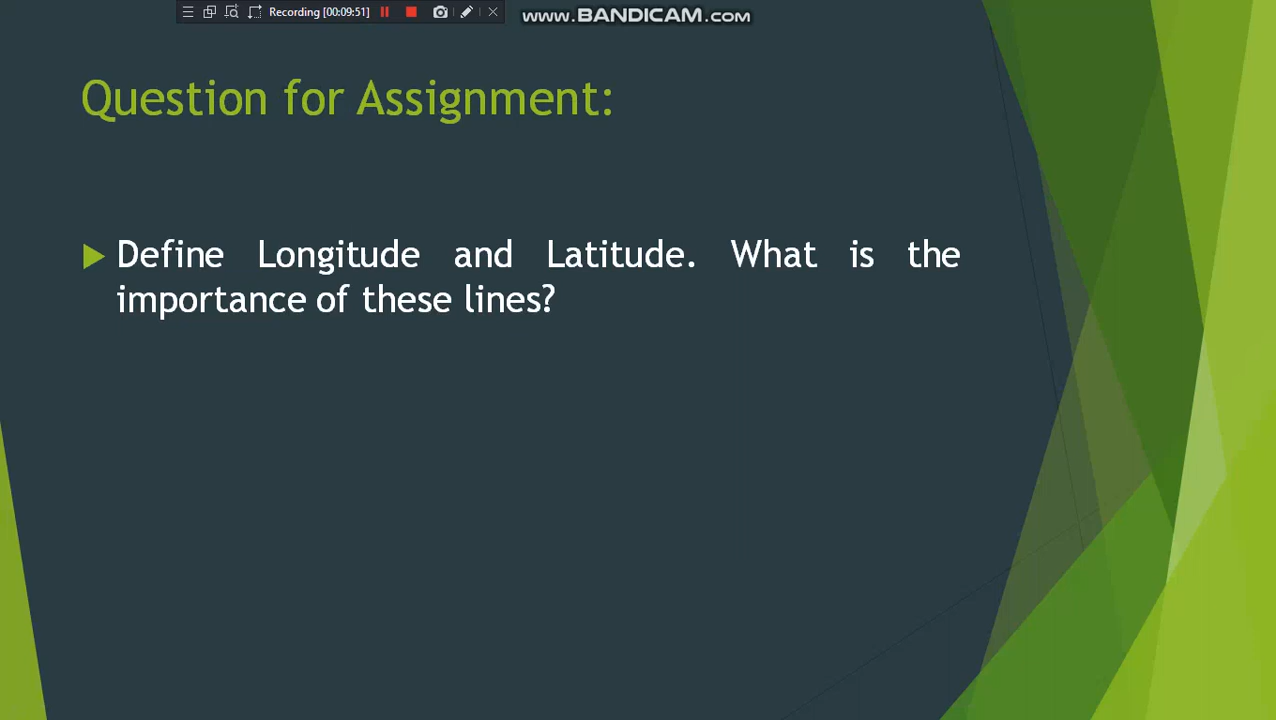 Recording [00:09:51]
www.BANDICAM.com
Question for Assignment:
Define Longitude and Latitude. What is the
importance of these lines?